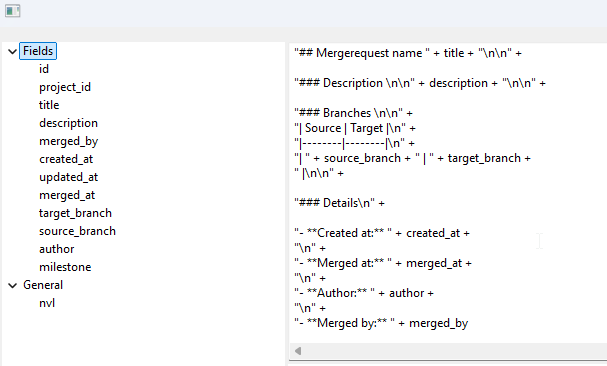 Fields
id
project_id
title
description
merged_by
created_at
updated_at
merged_at
target_branch
source_branch
author
milestone
General
nvl
"## Mergerequest name " + title + "\n\n" +
"### Description \n\n" + description + "\n\n" +
"### Branches \n\n" +
"| Source | Target |\n" +
"|--------|--------|\n" +
"| " + source_branch + " | " + target_branch +
" |\n\n" +
"### Details\n" +
"- **Created at:** " + created_at +
"\n" +
"- **Merged at:** " + merged_at +
"\n" +
"- **Author:** " + author +
"\n" +
"- **Merged by:** " + merged_by